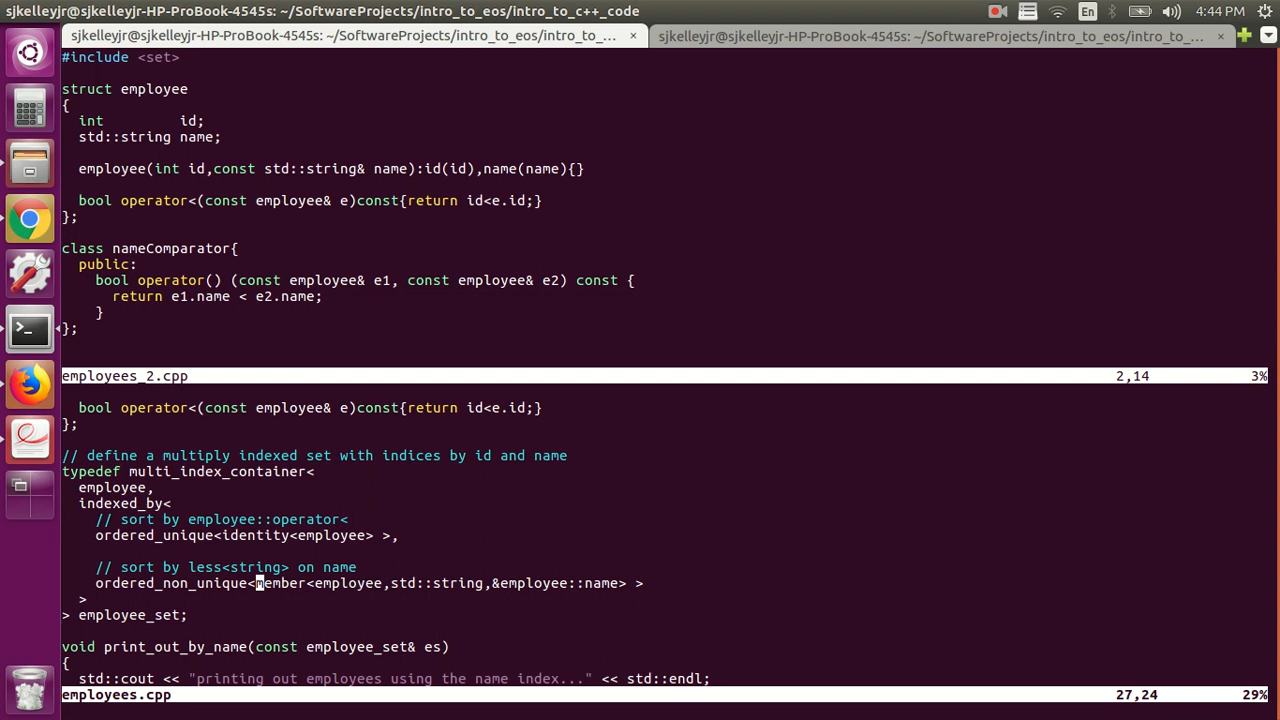 sjkelleyjr@sjkelleyjr-HP-ProBook-4545s: ~/SoftwareProjects/intro_to_eos/intro_to_c++_code
En
4:44 PM
sjkelleyjr@sjkelleyjr-HP-ProBook-4545s: ~/SoftwareProjects/intro_to_eos/intro_to_... ×
sjkelleyjr@sjkelleyjr-HP-ProBook-4545s: ~/SoftwareProjects/intro_to_eos/intro_to_... ×
#include <set>
struct employee
{
  int         id;
  std::string name;
  employee(int id,const std::string& name):id(id),name(name){}
  bool operator<(const employee& e)const{return id<e.id;}
};
class nameComparator{
  public:
    bool operator() (const employee& e1, const employee& e2) const {
      return e1.name < e2.name;
    }
};
employees_2.cpp 2,14 3%
  bool operator<(const employee& e)const{return id<e.id;}
};
// define a multiply indexed set with indices by id and name
typedef multi_index_container<
  employee,
  indexed_by<
    // sort by employee::operator<
    ordered_unique<identity<employee> >,
    // sort by less<string> on name
    ordered_non_unique<member<employee,std::string,&employee::name> >
  >
> employee_set;
void print_out_by_name(const employee_set& es)
{
  std::cout << "printing out employees using the name index..." << std::endl;
employees.cpp 27,24 29%